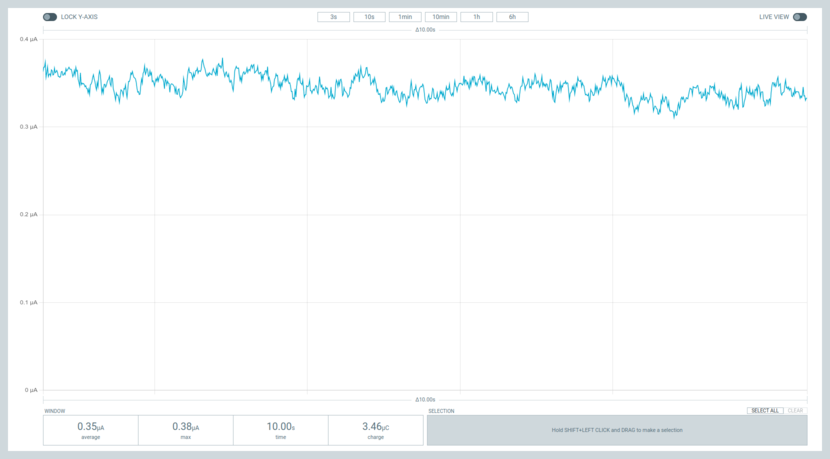 LOCK Y-AXIS 3s 10s 1min 10min 1h 6h LIVE VIEW
Δ10.00s
0.4 µA
0.3 µA
0.2 µA
0.1 µA
0 µA
Δ10.00s
WINDOW SELECTION SELECT ALL CLEAR
0.35µA 0.38µA 10.00s 3.46µC
average max time charge
Hold SHIFT+LEFT CLICK and DRAG to make a selection